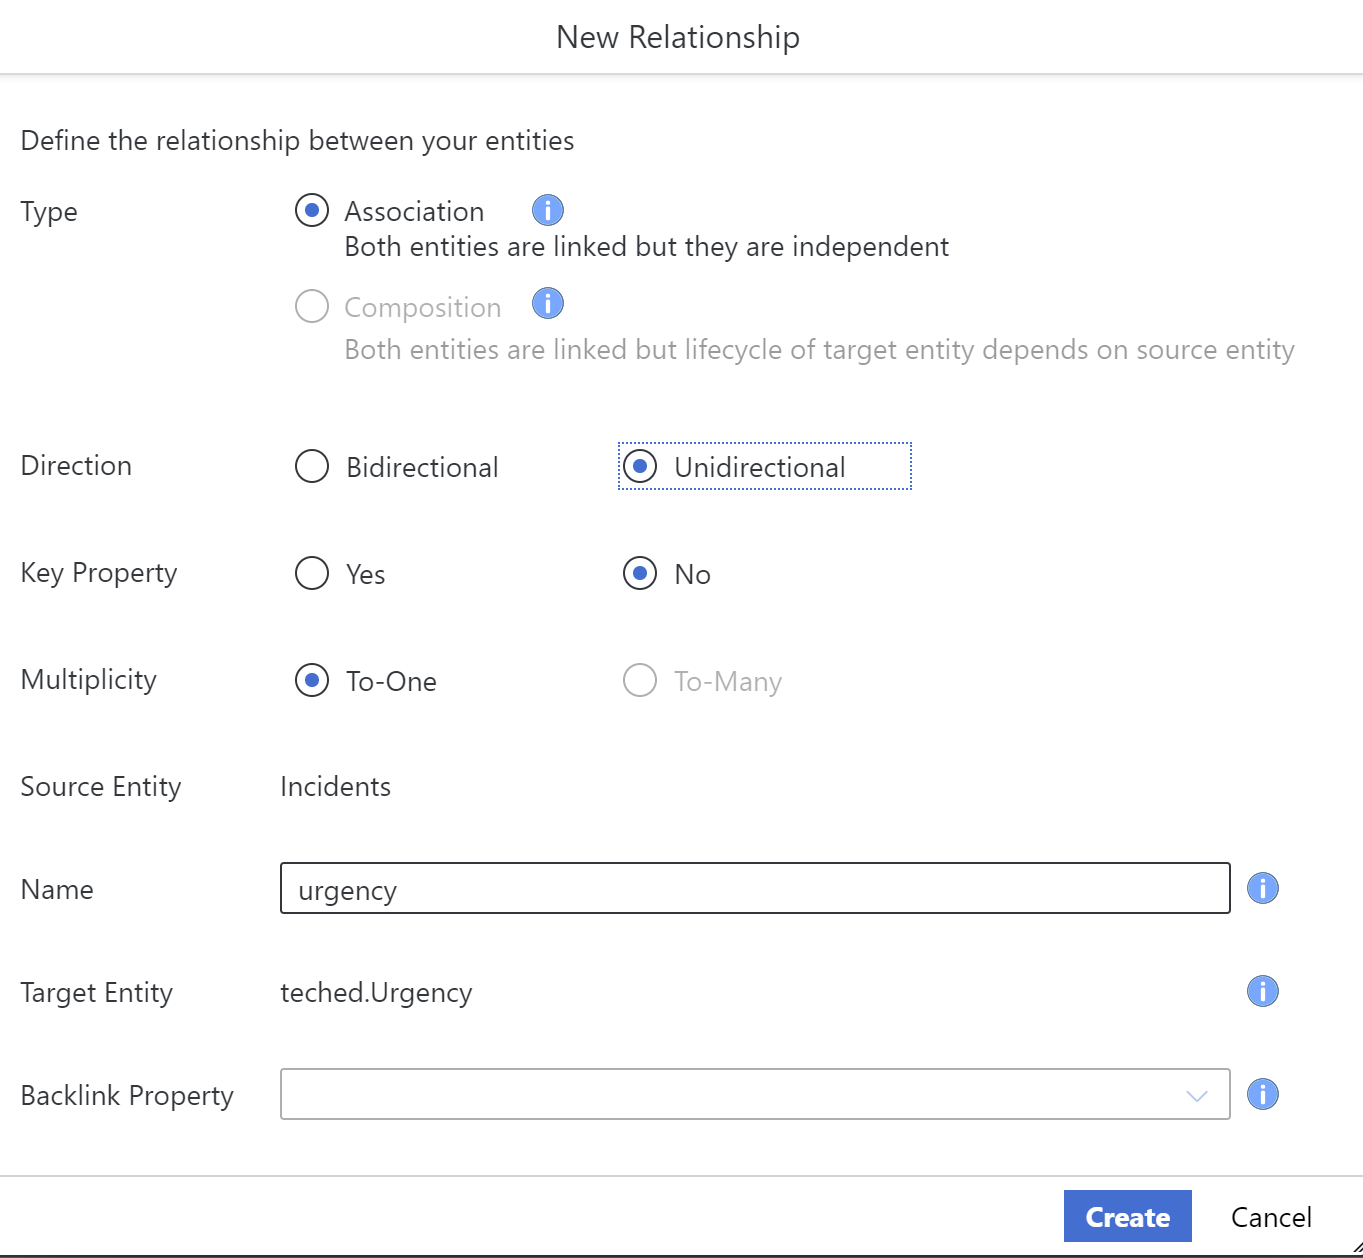 New Relationship
Define the relationship between your entities
Type
Association
Both entities are linked but they are independent
Composition
Both entities are linked but lifecycle of target entity depends on source entity
Direction
Bidirectional
Unidirectional
Key Property
Yes
No
Multiplicity
To-One
To-Many
Source Entity
Incidents
Name
urgency
Target Entity
teched.Urgency
Backlink Property
Create
Cancel